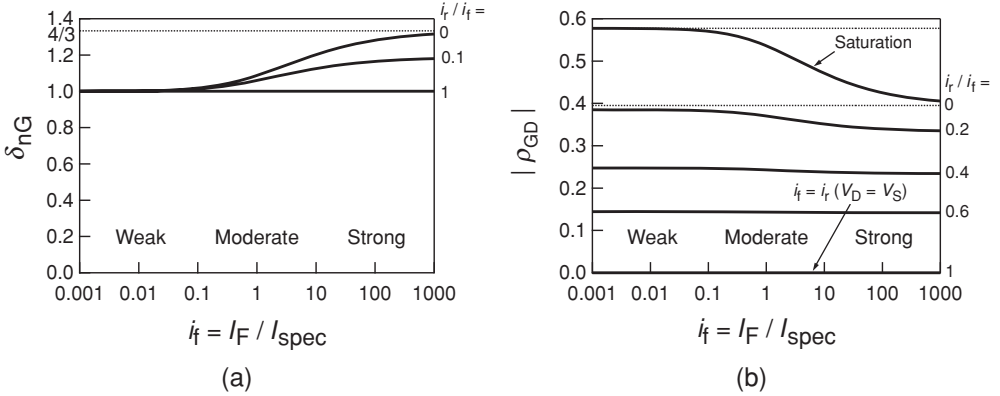 1.4
4/3
1.2
1.0
0.8
0.6
0.4
0.2
0.0
δnG
ir / if =
0
0.1
1
Weak Moderate Strong
0.001 0.01 0.1 1 10 100 1000
if = IF / Ispec
(a)
0.6
0.5
0.4
0.3
0.2
0.1
0.0
| ρGD |
Saturation
ir / if =
0
0.2
0.4
0.6
1
if = ir (VD = VS)
Weak Moderate Strong
0.001 0.01 0.1 1 10 100 1000
if = IF / Ispec
(b)